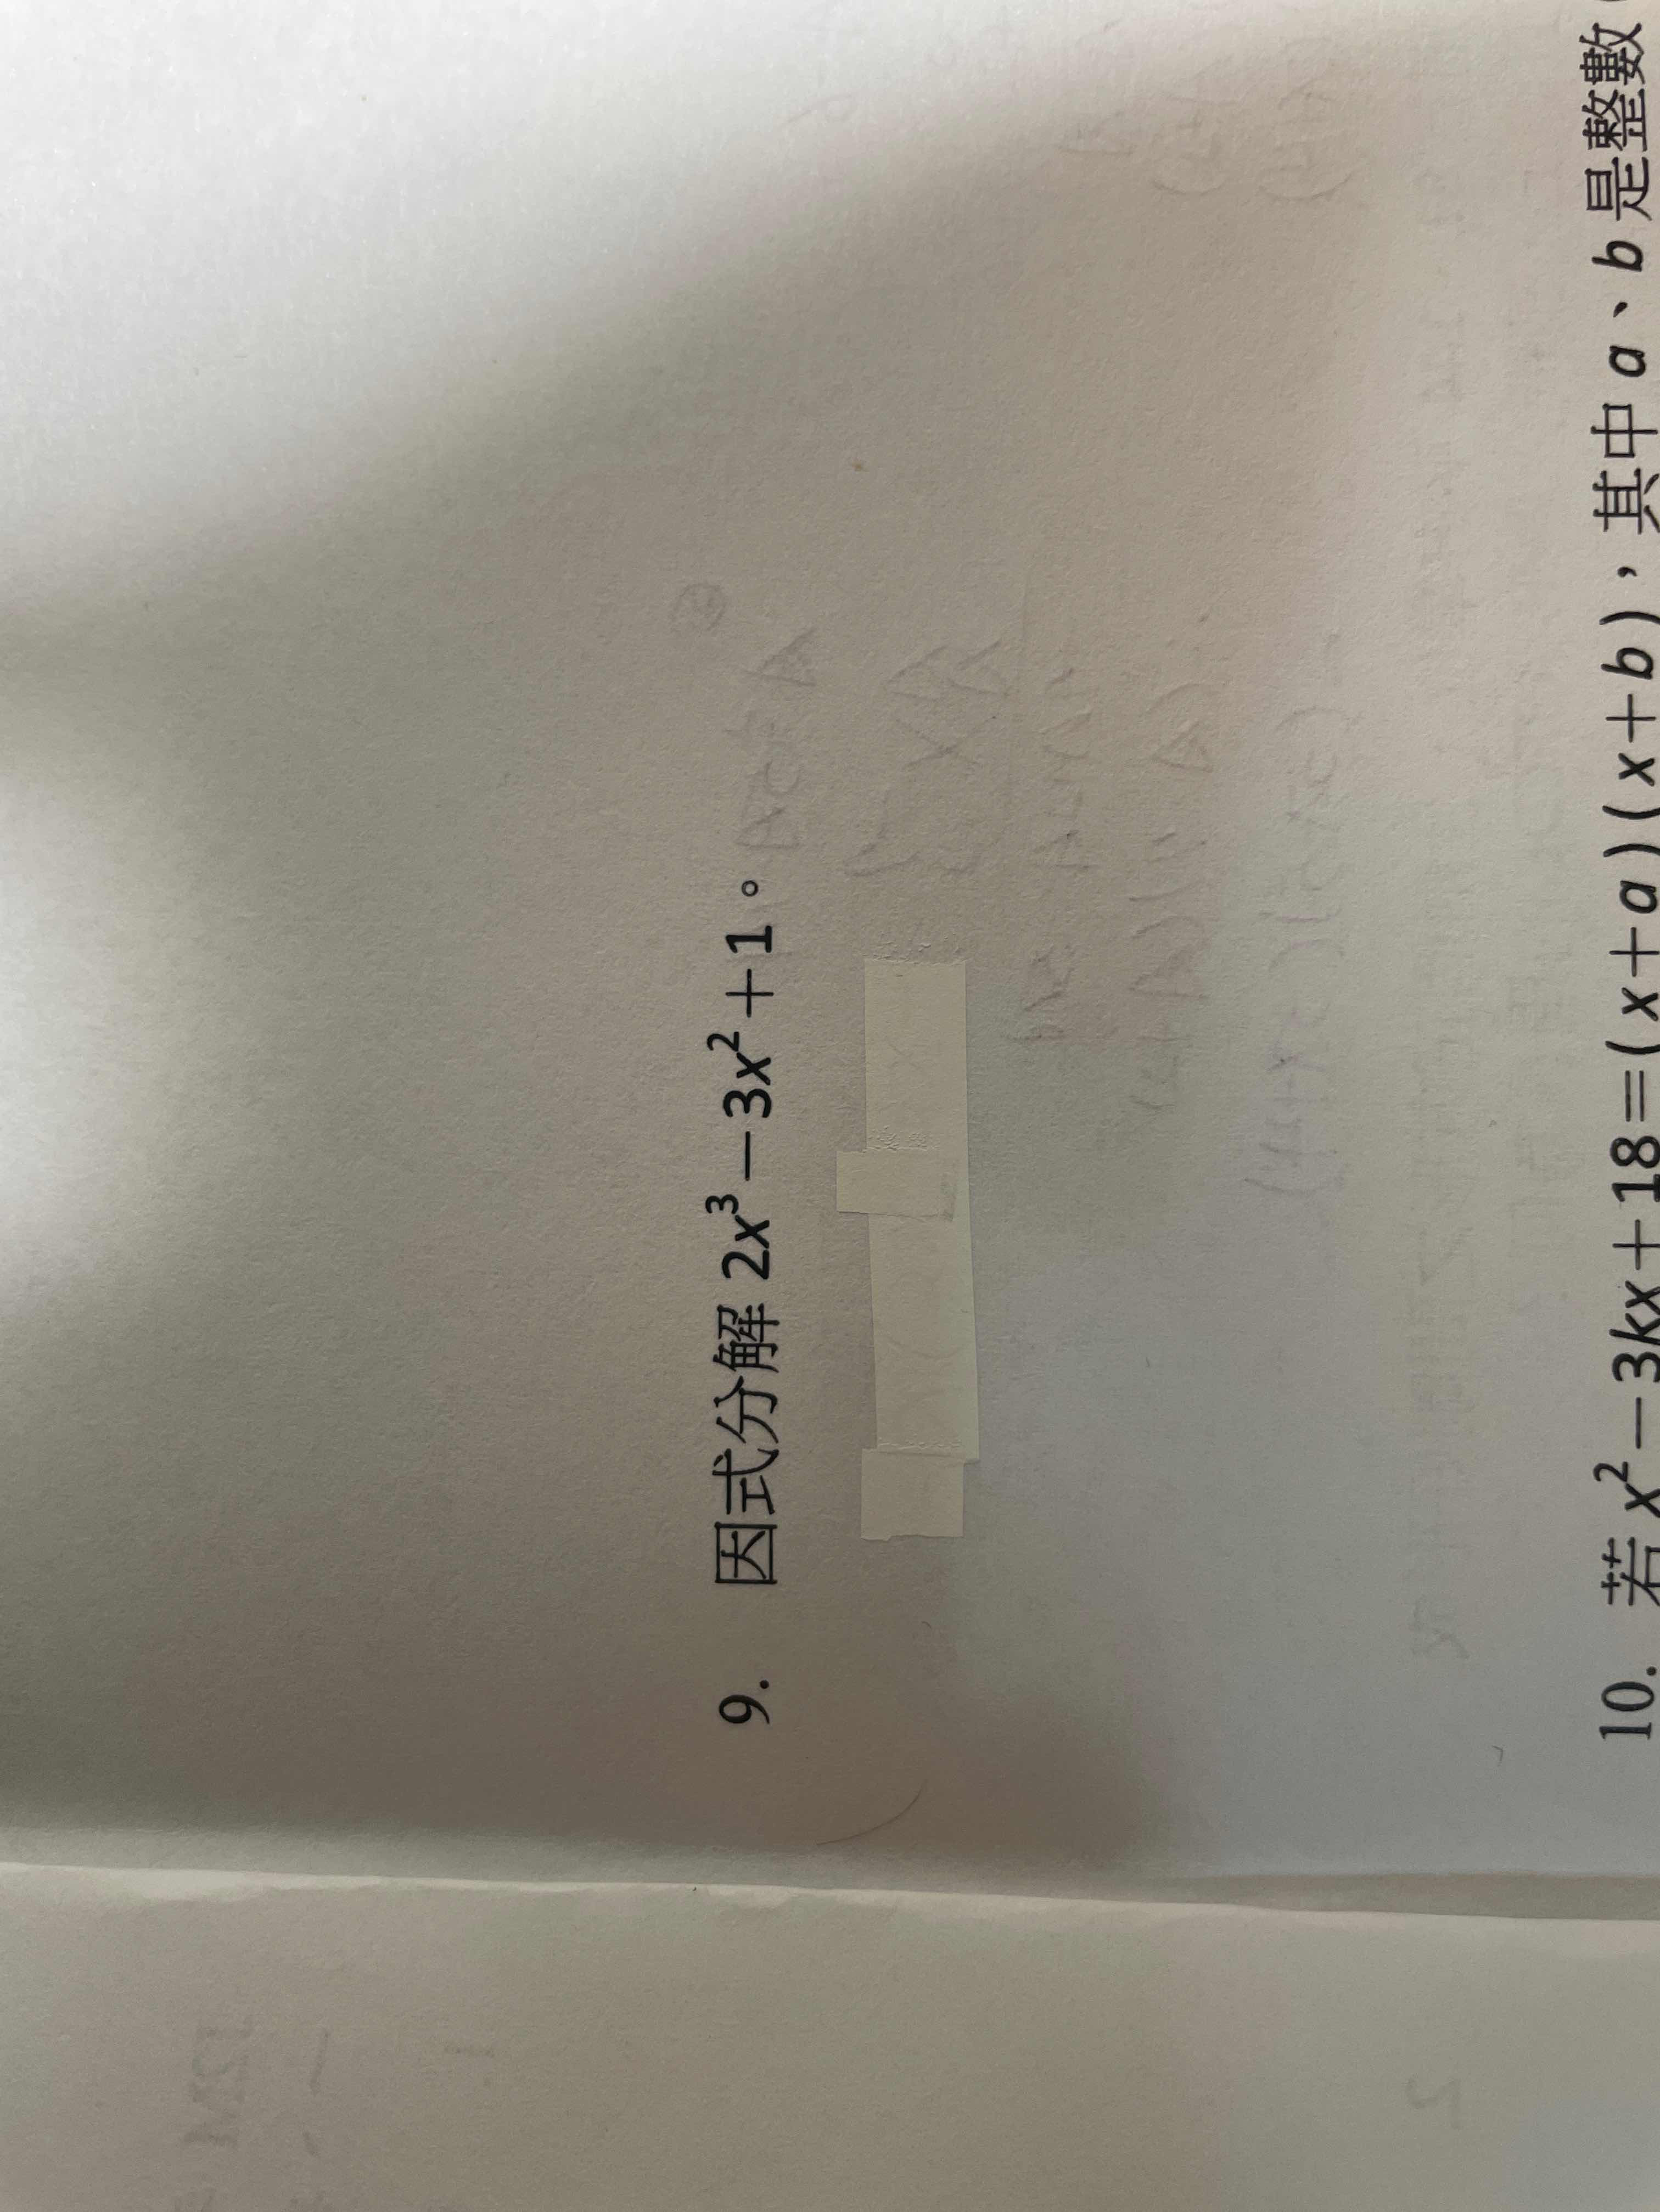 9. 因式分解 2x³－3x²＋1。
10. 若 x²－3kx＋18＝(x＋a)(x＋b)，其中 a、b 是整數